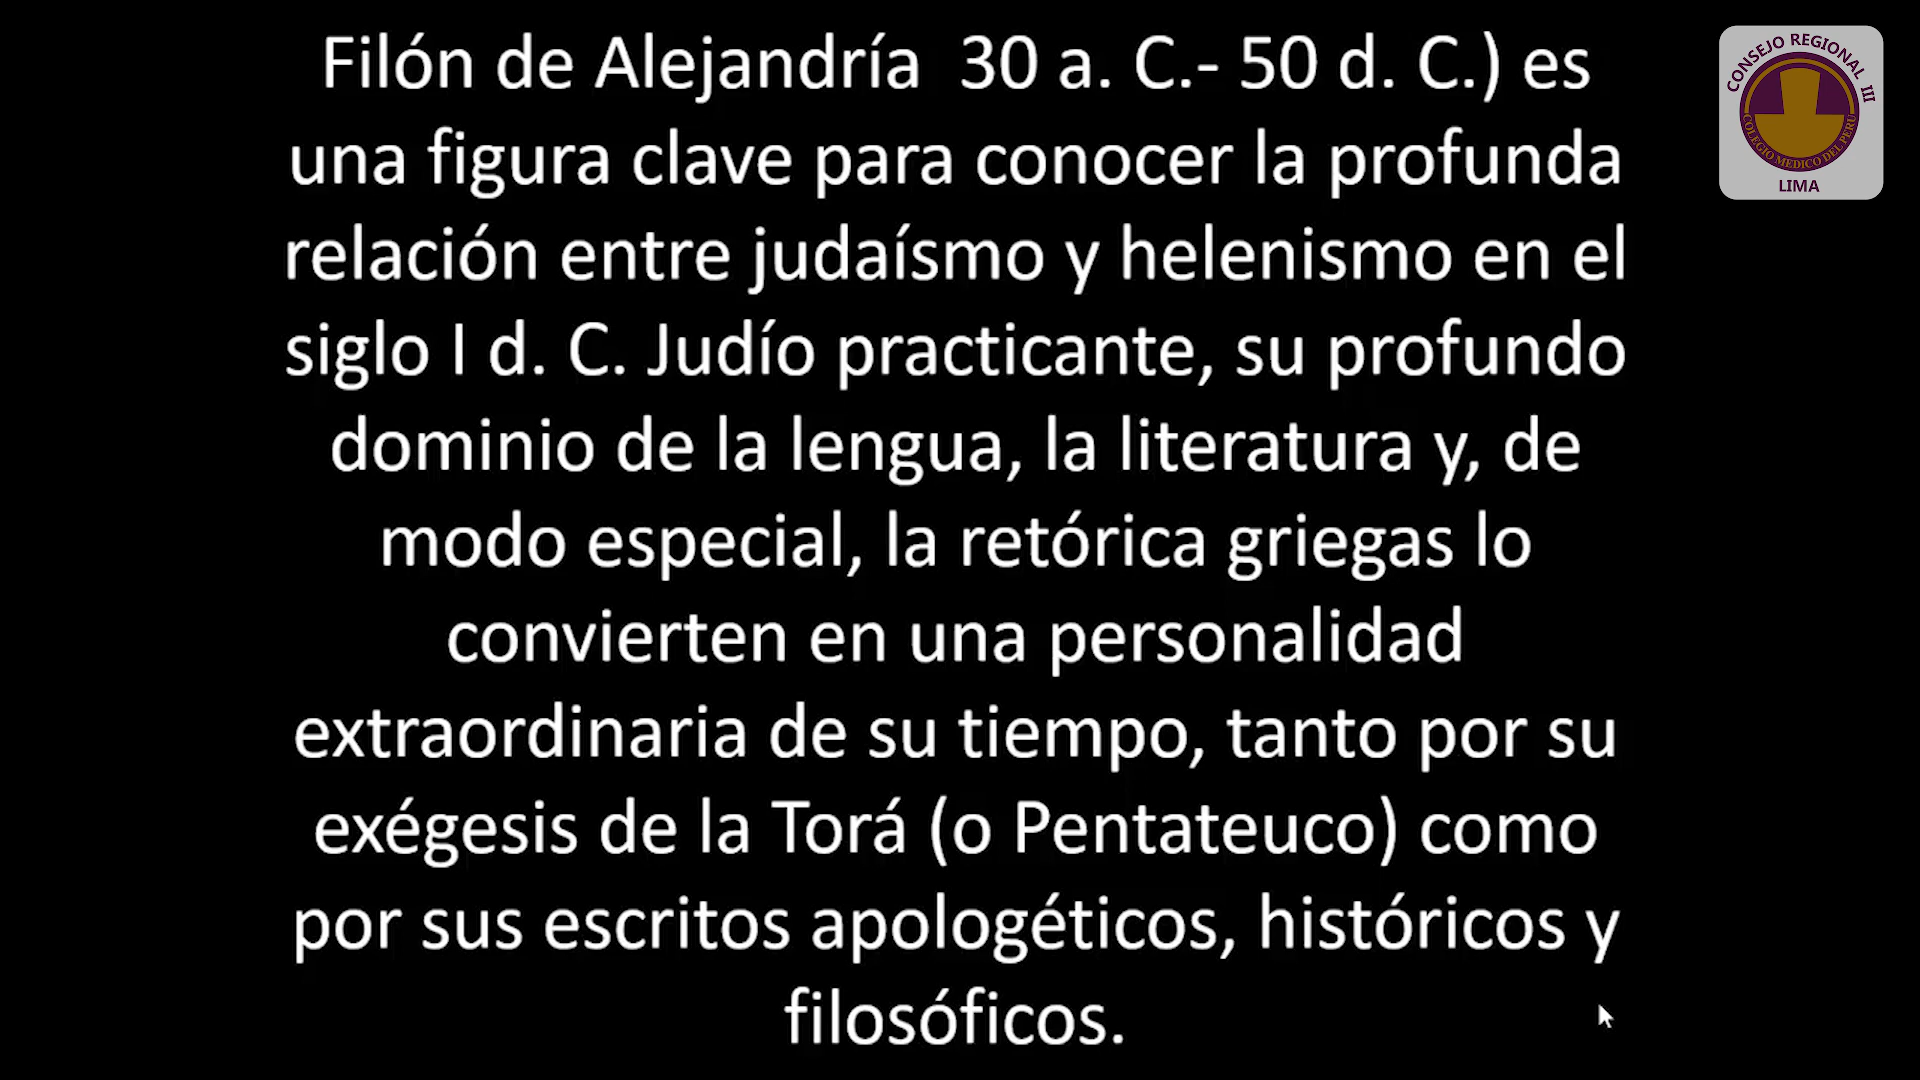 Filón de Alejandría  30 a. C.- 50 d. C.) es
una figura clave para conocer la profunda
relación entre judaísmo y helenismo en el
siglo I d. C. Judío practicante, su profundo
dominio de la lengua, la literatura y, de
modo especial, la retórica griegas lo
convierten en una personalidad
extraordinaria de su tiempo, tanto por su
exégesis de la Torá (o Pentateuco) como
por sus escritos apologéticos, históricos y
filosóficos.
CONSEJO REGIONAL III
COLEGIO MEDICO DEL PERU
LIMA